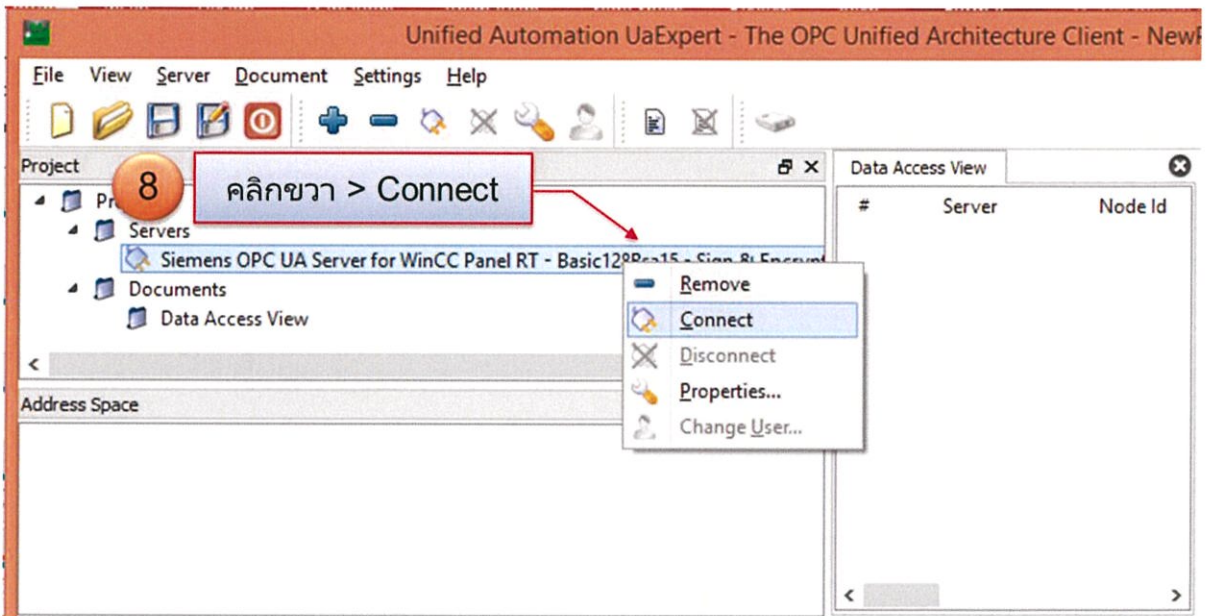 Unified Automation UaExpert - The OPC Unified Architecture Client - New
File View Server Document Settings Help
Project
Data Access View
8
คลิกขวา > Connect
# Server Node Id
Servers
Siemens OPC UA Server for WinCC Panel RT - Basic128Rsa15 - Sign & Encrypt
Documents
Data Access View
Remove
Connect
Disconnect
Properties...
Change User...
Address Space